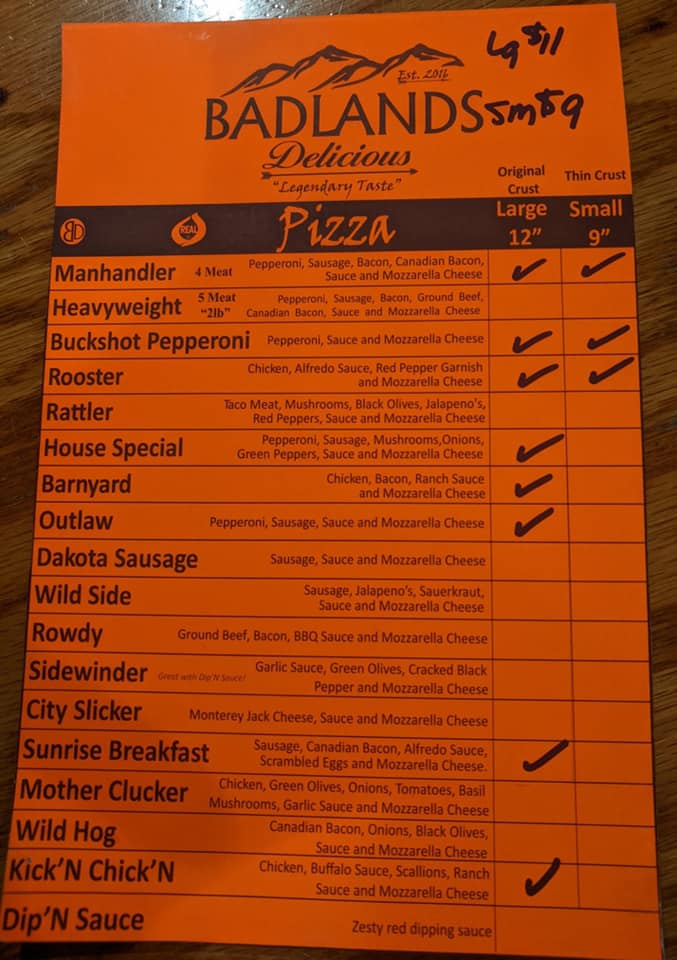 Lg $11
Est. 2016
BADLANDS
sm $9
Delicious
"Legendary Taste"
Original Crust
Thin Crust
BD
REAL
Pizza
Large 12"
Small 9"
Manhandler 4 Meat Pepperoni, Sausage, Bacon, Canadian Bacon,
Sauce and Mozzarella Cheese ✓ ✓
Heavyweight 5 Meat "2lb" Pepperoni, Sausage, Bacon, Ground Beef,
Canadian Bacon, Sauce and Mozzarella Cheese
Buckshot Pepperoni Pepperoni, Sauce and Mozzarella Cheese ✓ ✓
Rooster Chicken, Alfredo Sauce, Red Pepper Garnish
and Mozzarella Cheese ✓ ✓
Rattler Taco Meat, Mushrooms, Black Olives, Jalapeno's,
Red Peppers, Sauce and Mozzarella Cheese
House Special Pepperoni, Sausage, Mushrooms,Onions,
Green Peppers, Sauce and Mozzarella Cheese ✓
Barnyard Chicken, Bacon, Ranch Sauce
and Mozzarella Cheese ✓
Outlaw Pepperoni, Sausage, Sauce and Mozzarella Cheese ✓
Dakota Sausage Sausage, Sauce and Mozzarella Cheese
Wild Side Sausage, Jalapeno's, Sauerkraut,
Sauce and Mozzarella Cheese
Rowdy Ground Beef, Bacon, BBQ Sauce and Mozzarella Cheese
Sidewinder Great with Dip'N Sauce! Garlic Sauce, Green Olives, Cracked Black
Pepper and Mozzarella Cheese
City Slicker Monterey Jack Cheese, Sauce and Mozzarella Cheese
Sunrise Breakfast Sausage, Canadian Bacon, Alfredo Sauce,
Scrambled Eggs and Mozzarella Cheese. ✓
Mother Clucker Chicken, Green Olives, Onions, Tomatoes, Basil
Mushrooms, Garlic Sauce and Mozzarella Cheese
Wild Hog Canadian Bacon, Onions, Black Olives,
Sauce and Mozzarella Cheese
Kick'N Chick'N Chicken, Buffalo Sauce, Scallions, Ranch
Sauce and Mozzarella Cheese ✓
Dip'N Sauce Zesty red dipping sauce